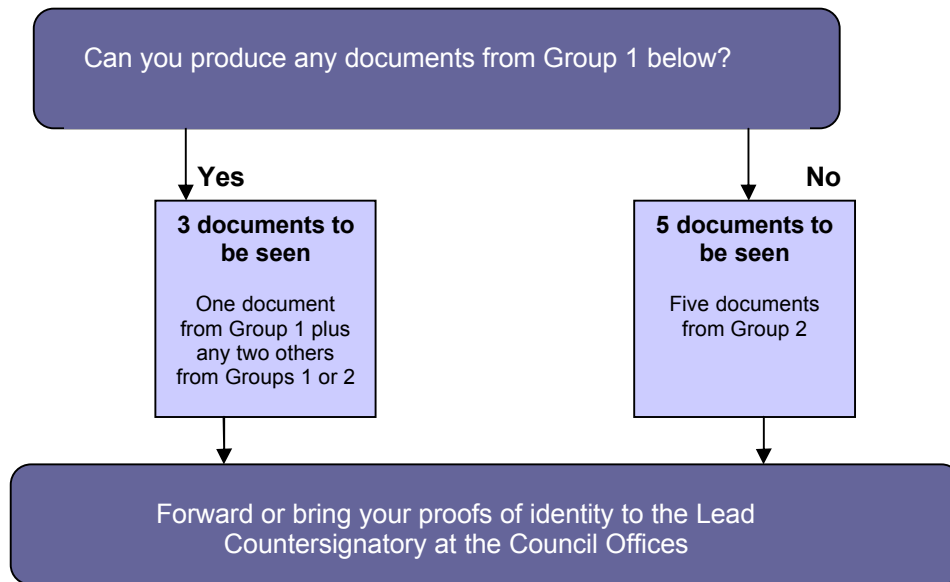 Can you produce any documents from Group 1 below?
Yes
No
3 documents to
be seen
One document
from Group 1 plus
any two others
from Groups 1 or 2
5 documents to
be seen
Five documents
from Group 2
Forward or bring your proofs of identity to the Lead
Countersignatory at the Council Offices